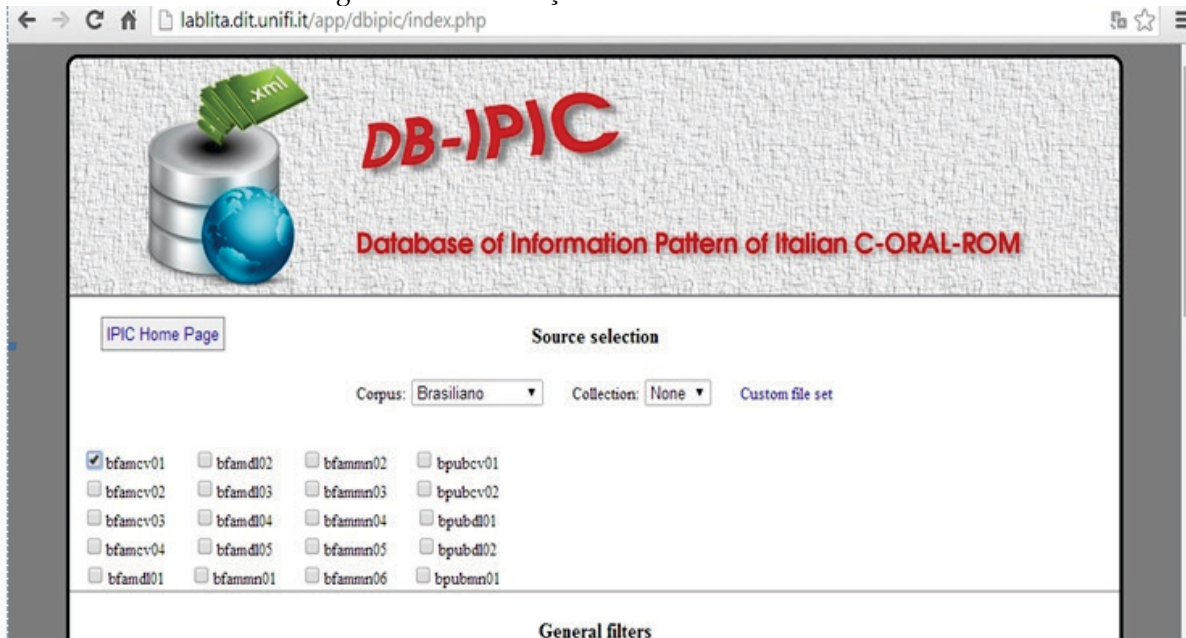 lablita.dit.unifi.it/app/dbipic/index.php
.xml
DB-IPIC
Database of Information Pattern of Italian C-ORAL-ROM
IPIC Home Page
Source selection
Corpus: Brasiliano Collection: None Custom file set
bfamcv01 bfamdl02 bfammn02 bpubcv01
bfamcv02 bfamdl03 bfammn03 bpubcv02
bfamcv03 bfamdl04 bfammn04 bpubdl01
bfamcv04 bfamdl05 bfammn05 bpubdl02
bfamdl01 bfammn01 bfammn06 bpubmn01
General filters